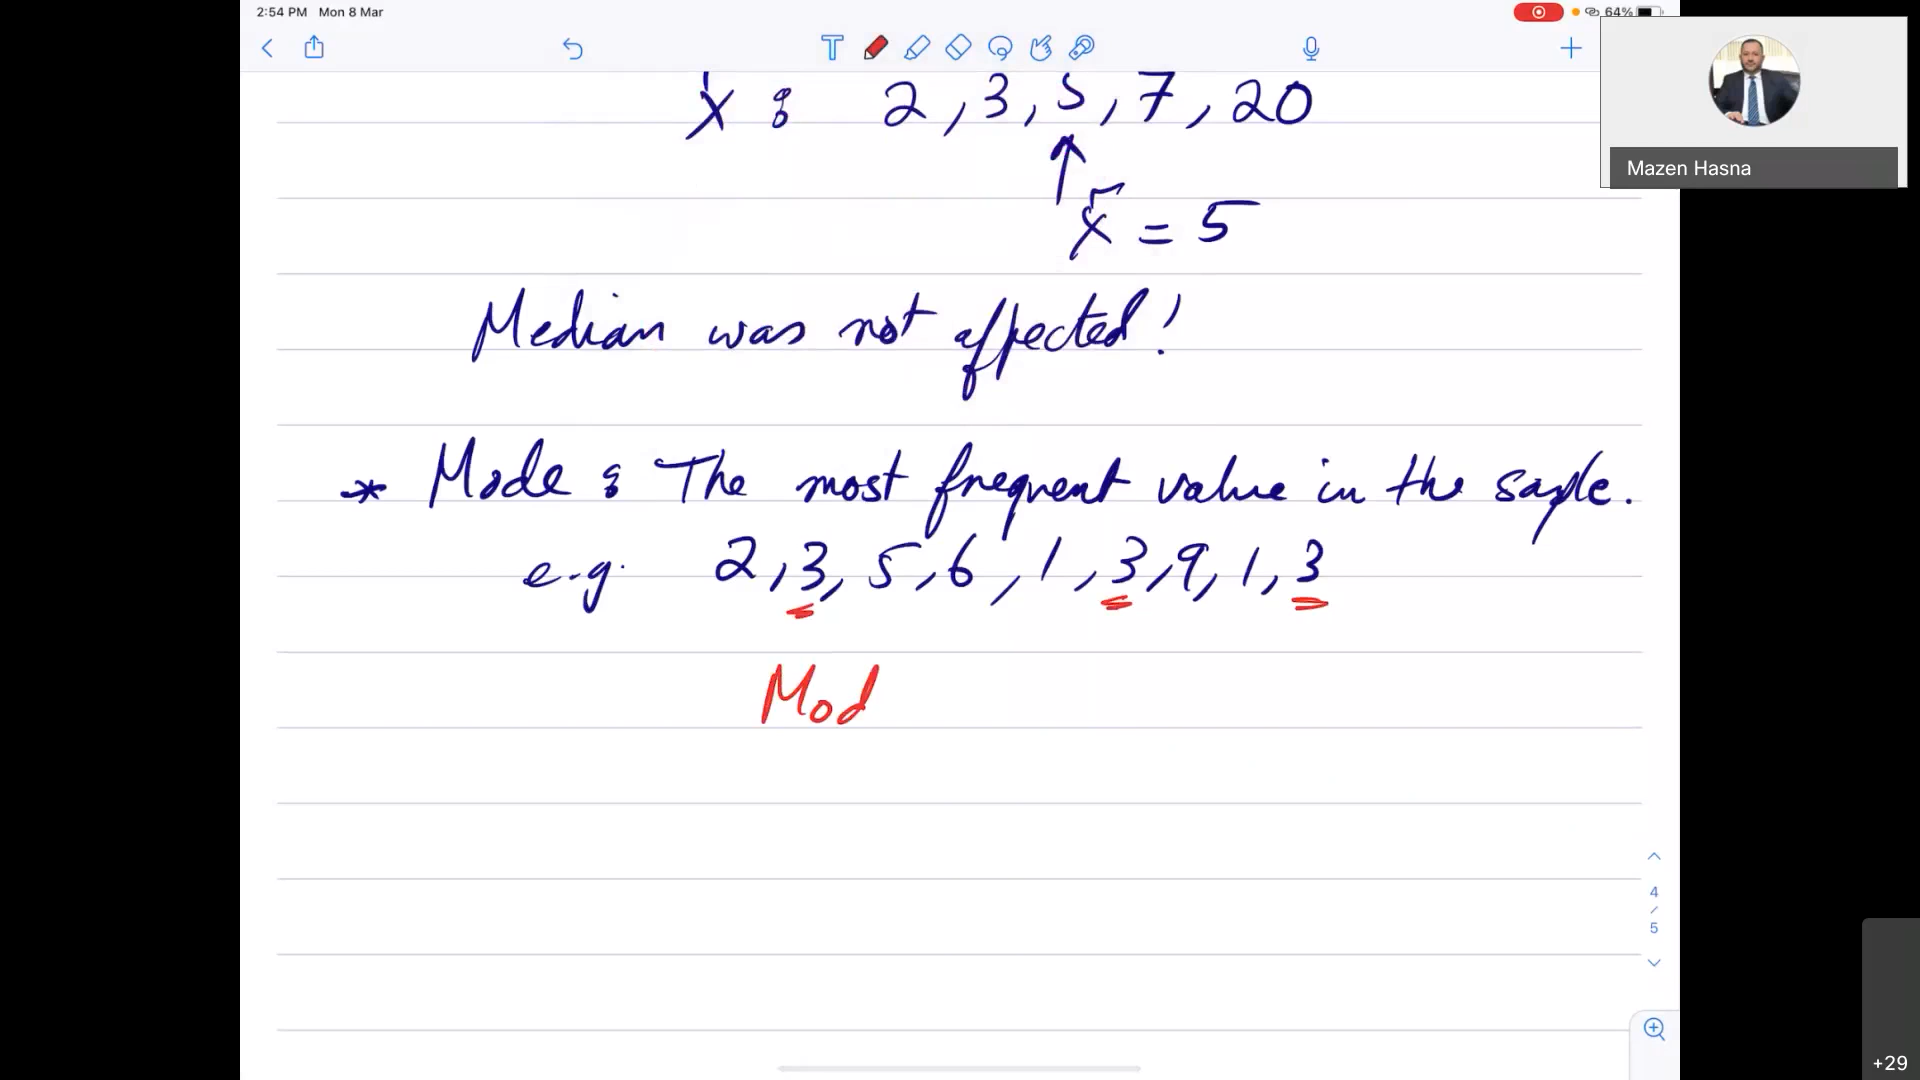 2:54 PM Mon 8 Mar
64%
Mazen Hasna
X : 2, 3, 5, 7, 20
x̃ = 5
Median was not affected!
* Mode : The most frequent value in the saple.
e.g. 2, 3, 5, 6, 1, 3, 9, 1, 3
Mod
4
/
5
+29